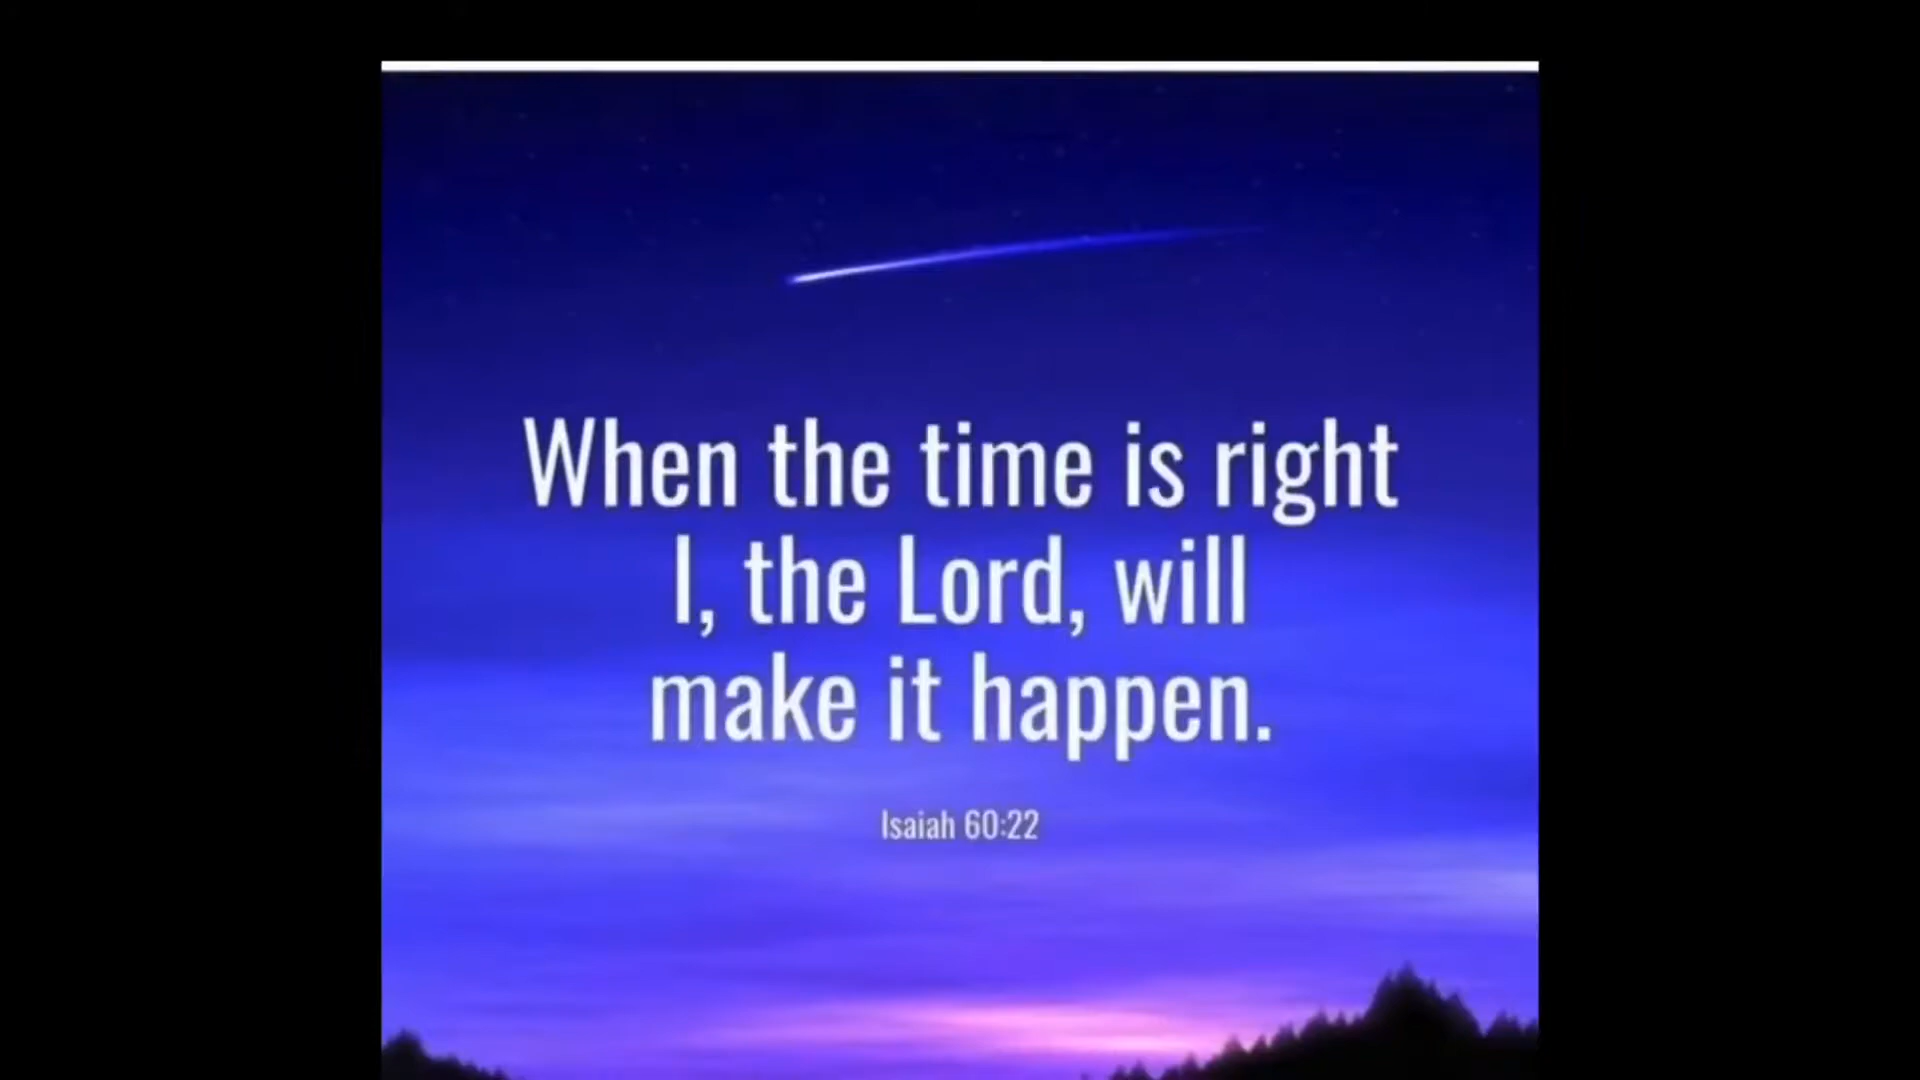 When the time is right
I, the Lord, will
make it happen.
Isaiah 60:22